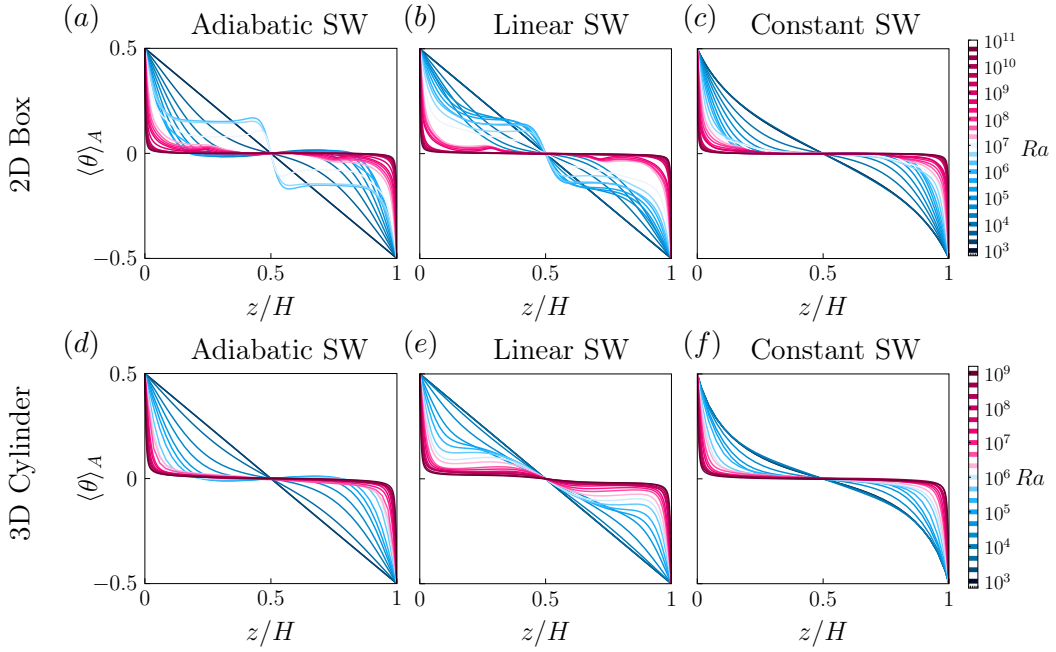 (a) Adiabatic SW
(b) Linear SW
(c) Constant SW
2D Box
⟨θ⟩_A
0.5
0
−0.5
0 0.5 1
0 0.5 1
0 0.5 1
z/H
z/H
z/H
10^11
10^10
10^9
10^8
10^7
10^6
10^5
10^4
10^3
Ra
(d) Adiabatic SW
(e) Linear SW
(f) Constant SW
3D Cylinder
⟨θ⟩_A
0.5
0
−0.5
0 0.5 1
0 0.5 1
0 0.5 1
z/H
z/H
z/H
10^9
10^8
10^7
10^6
10^5
10^4
10^3
Ra